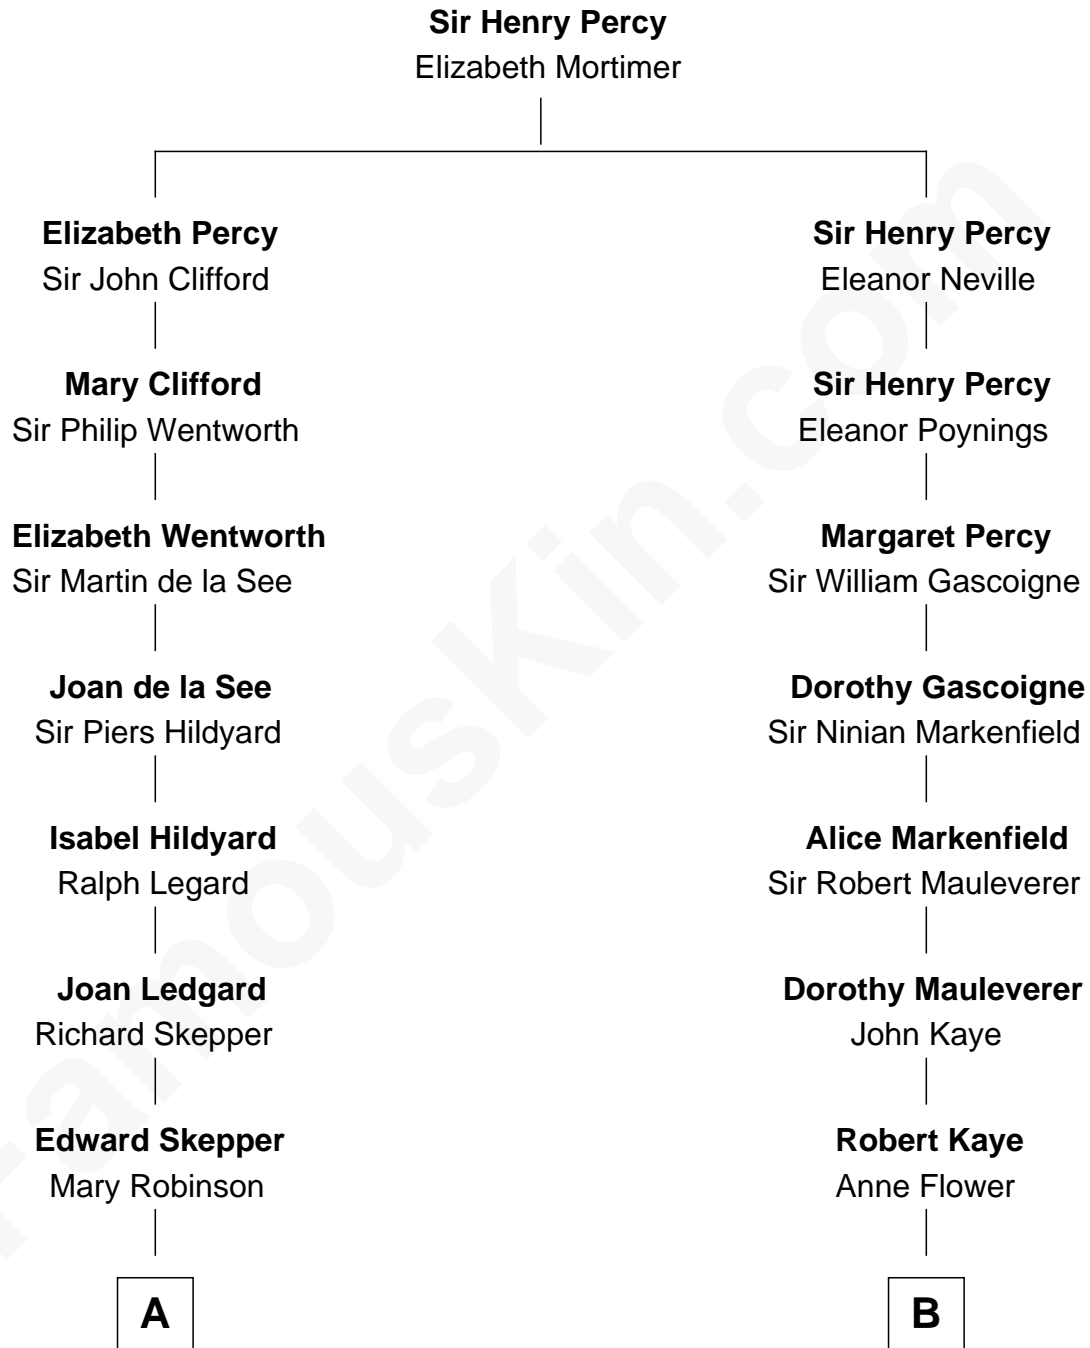 Sir Henry Percy
Elizabeth Mortimer
Elizabeth Percy
Sir John Clifford
Sir Henry Percy
Eleanor Neville
Mary Clifford
Sir Philip Wentworth
Sir Henry Percy
Eleanor Poynings
Elizabeth Wentworth
Sir Martin de la See
Margaret Percy
Sir William Gascoigne
Joan de la See
Sir Piers Hildyard
Dorothy Gascoigne
Sir Ninian Markenfield
Isabel Hildyard
Ralph Legard
Alice Markenfield
Sir Robert Mauleverer
Joan Ledgard
Richard Skepper
Dorothy Mauleverer
John Kaye
Edward Skepper
Mary Robinson
Robert Kaye
Anne Flower
A
B
FamousKin.com